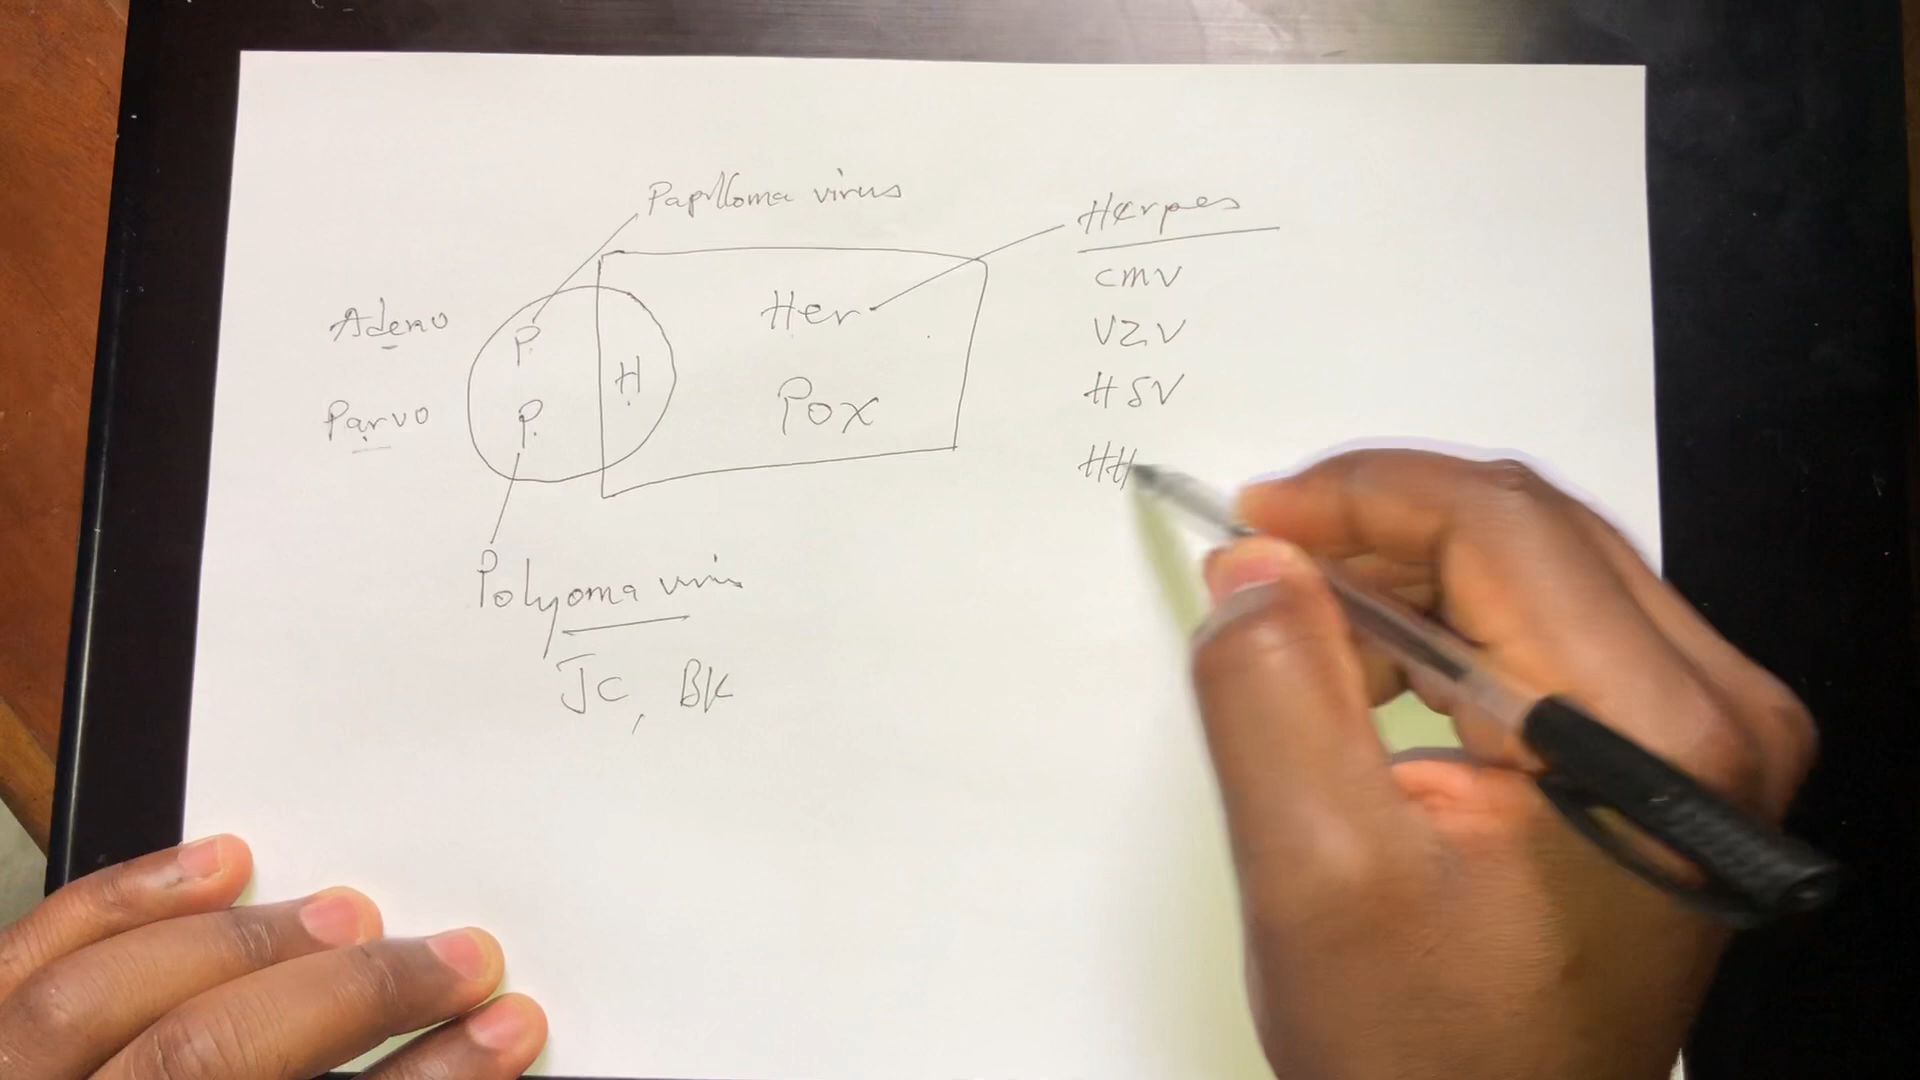 Papilloma virus
Herpes
Adeno
P.
H
Her
CMV
VZV
Parvo
P.
Pox
HSV
HH
Polyoma virus
JC, BK